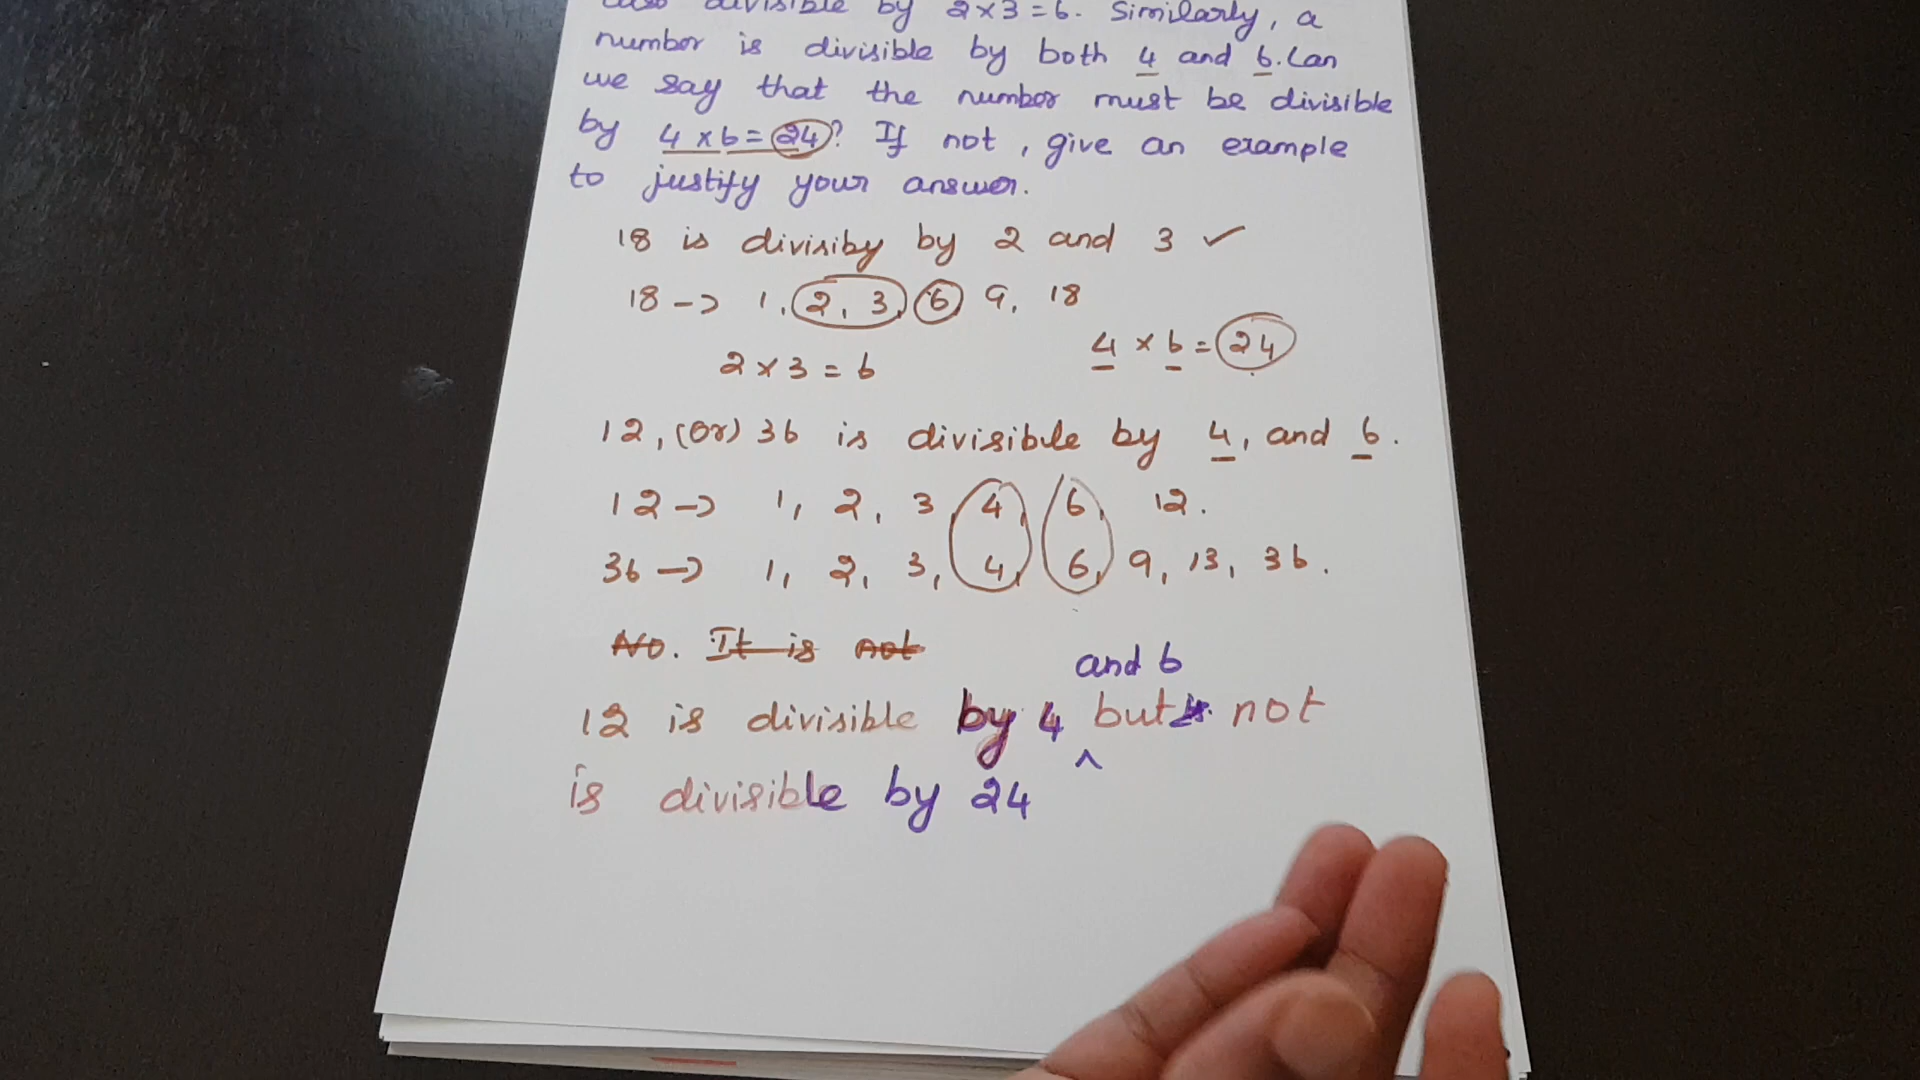 also divisible by 2x3=6. Similarly, a
number is divisible by both 4 and 6. Can
we say that the number must be divisible
by 4 x 6 = 24? If not, give an example
to justify your answer.
18 is divisiby by 2 and 3 ✓
18 -> 1, 2, 3, 6, 9, 18
4 x 6 = 24
2 x 3 = 6
12, (or) 36 is divisible by 4, and 6.
12 -> 1, 2, 3, 4, 6, 12.
36 -> 1, 2, 3, 4, 6, 9, 13, 36.
No. It is not
and 6
12 is divisible by 4 ^ but not
is divisible by 24